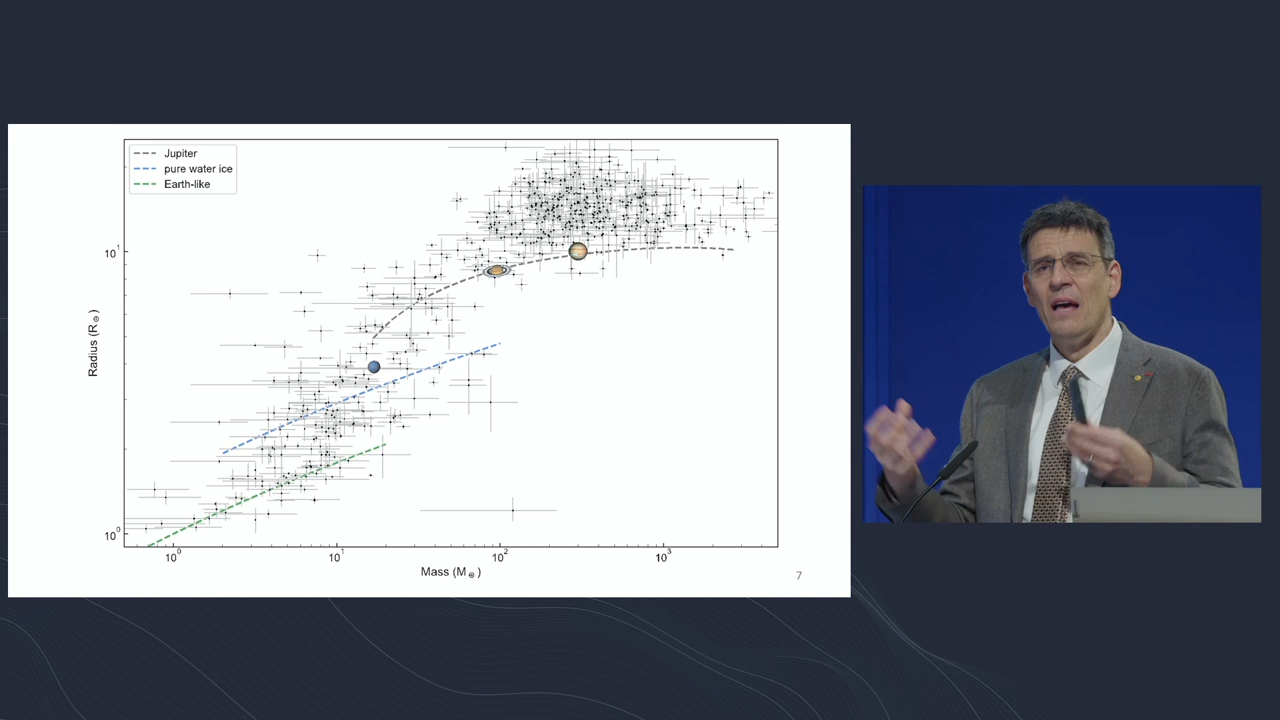 Jupiter
pure water ice
Earth-like
10¹
10⁰
Radius (R⊕)
10⁰
10¹
10²
10³
Mass (M⊕)
7